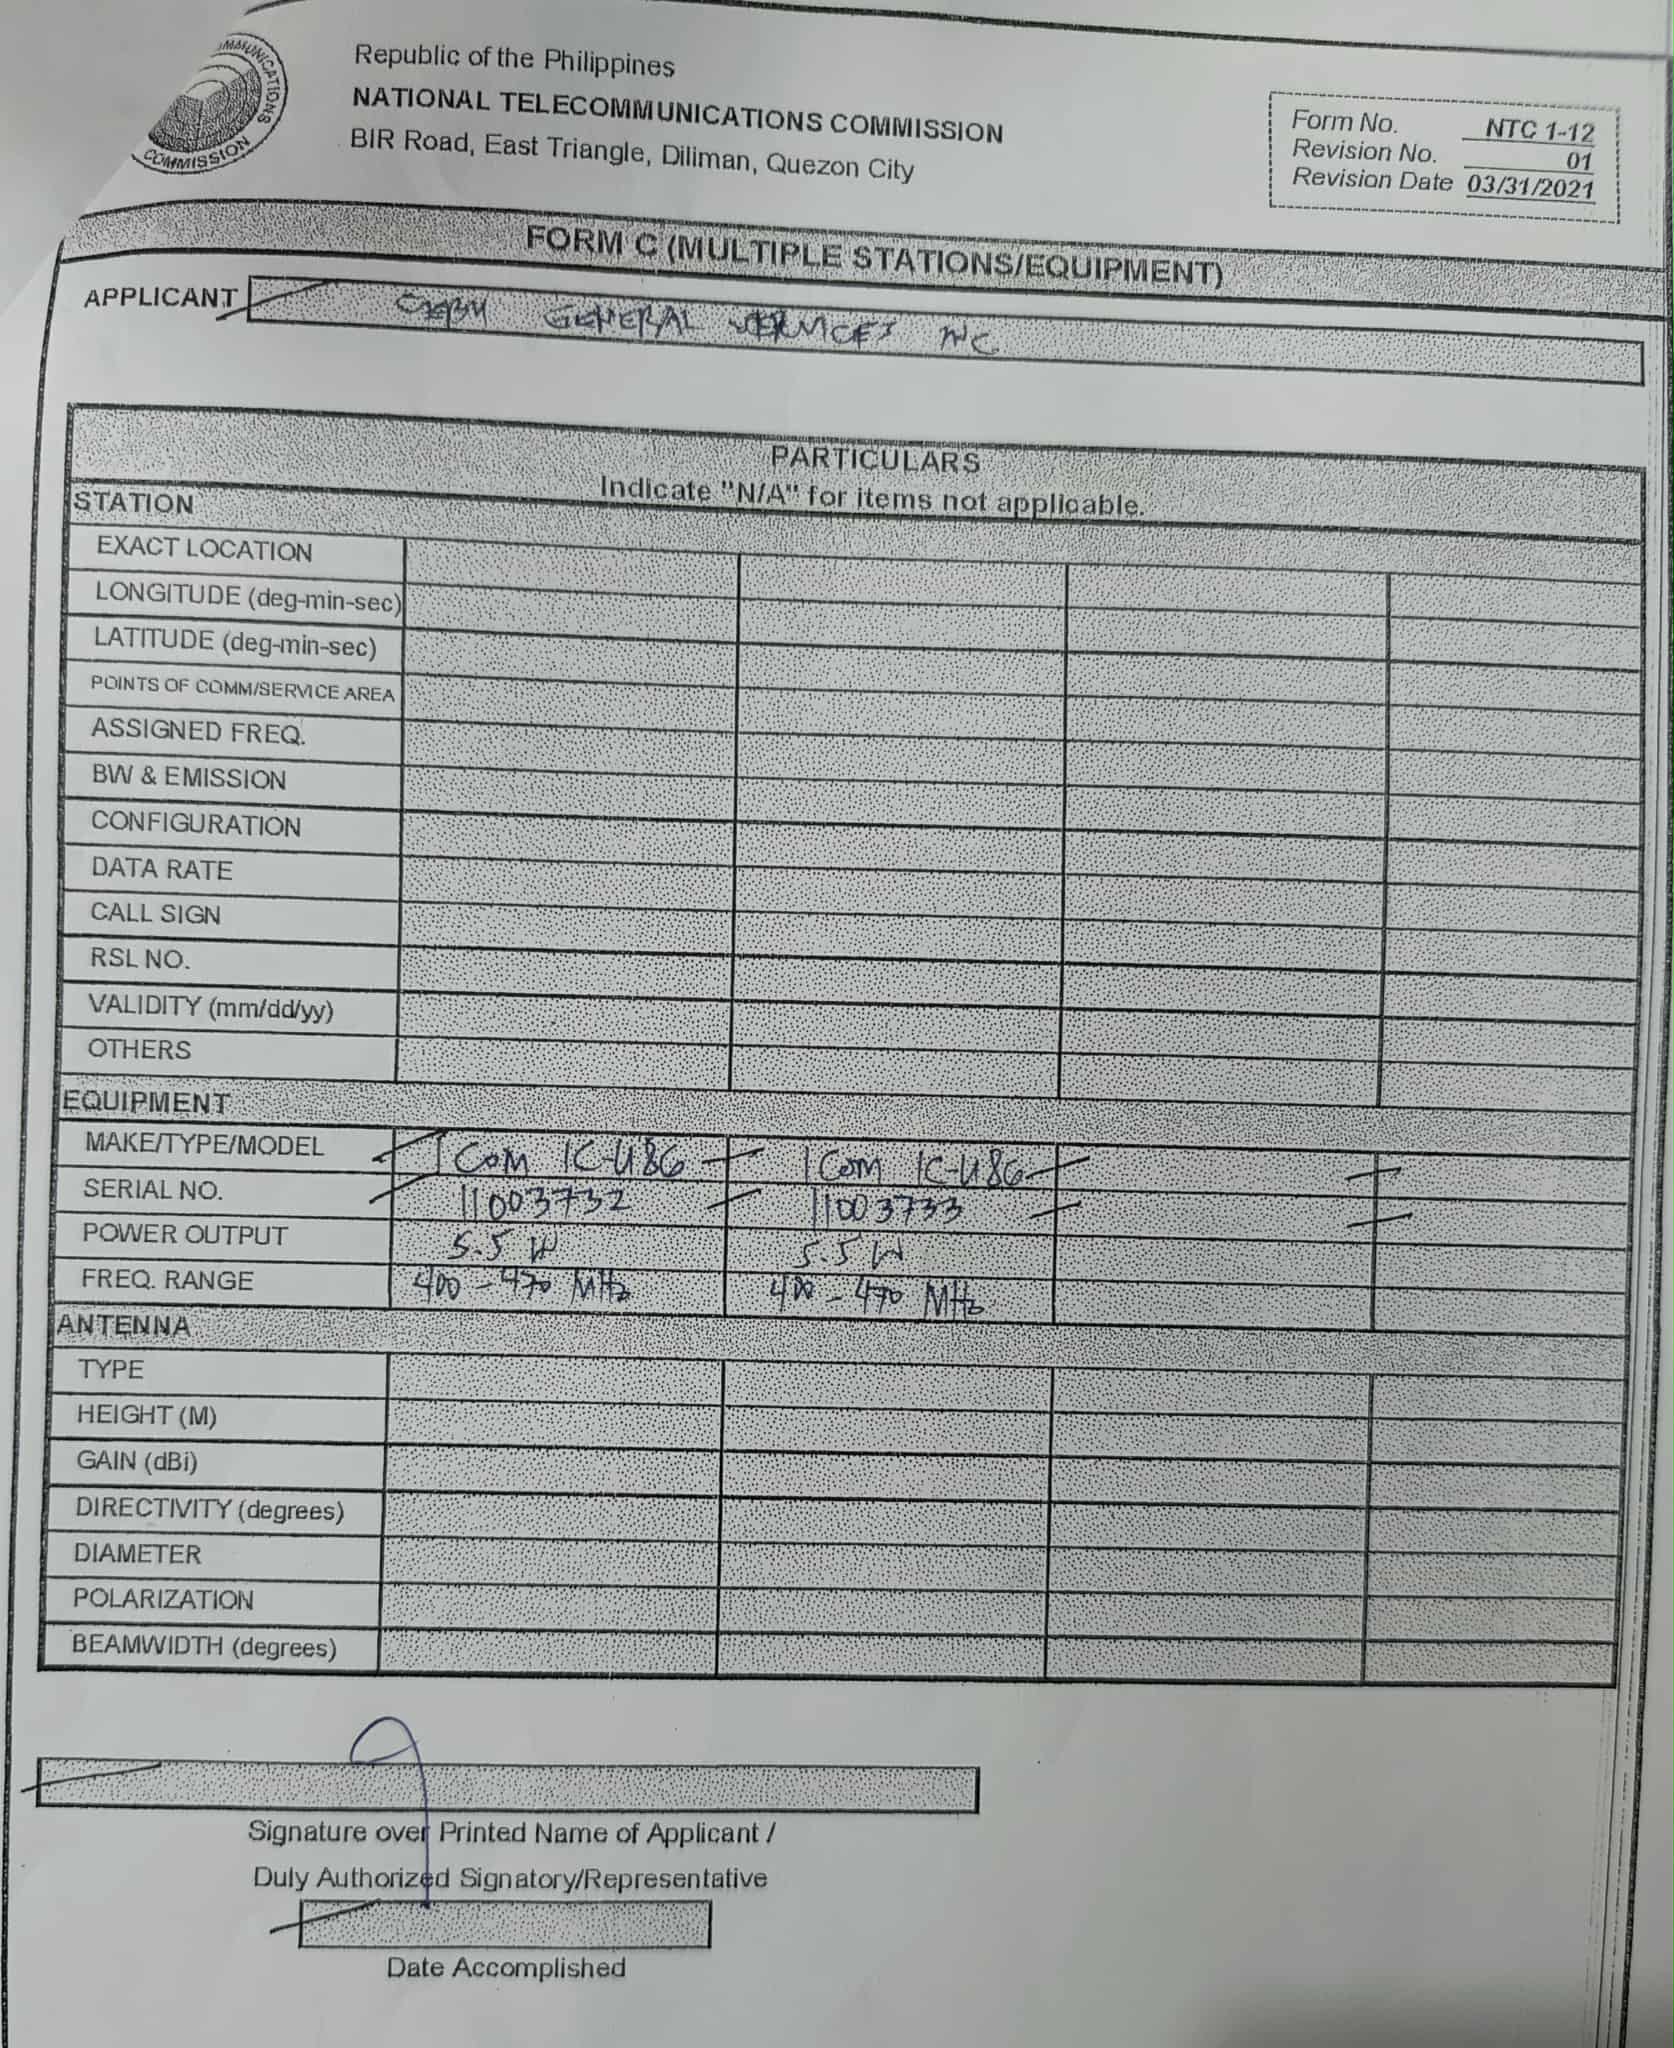 COMMUNICATIONS
COMMISSION
Republic of the Philippines
NATIONAL TELECOMMUNICATIONS COMMISSION
BIR Road, East Triangle, Diliman, Quezon City
Form No. NTC 1-12
Revision No. 01
Revision Date 03/31/2021
FORM C (MULTIPLE STATIONS/EQUIPMENT)
APPLICANT GENERAL SERVICES INC
PARTICULARS
Indicate "N/A" for items not applicable.
STATION
EXACT LOCATION
LONGITUDE (deg-min-sec)
LATITUDE (deg-min-sec)
POINTS OF COMM/SERVICE AREA
ASSIGNED FREQ.
BW & EMISSION
CONFIGURATION
DATA RATE
CALL SIGN
RSL NO.
VALIDITY (mm/dd/yy)
OTHERS
EQUIPMENT
MAKE/TYPE/MODEL ICOM IC-U86 ICOM IC-U86
SERIAL NO. 11003732 11003733
POWER OUTPUT 5.5 W 5.5 W
FREQ. RANGE 400 - 470 MHz 400 - 470 MHz
ANTENNA
TYPE
HEIGHT (M)
GAIN (dBi)
DIRECTIVITY (degrees)
DIAMETER
POLARIZATION
BEAMWIDTH (degrees)
Signature over Printed Name of Applicant /
Duly Authorized Signatory/Representative
Date Accomplished